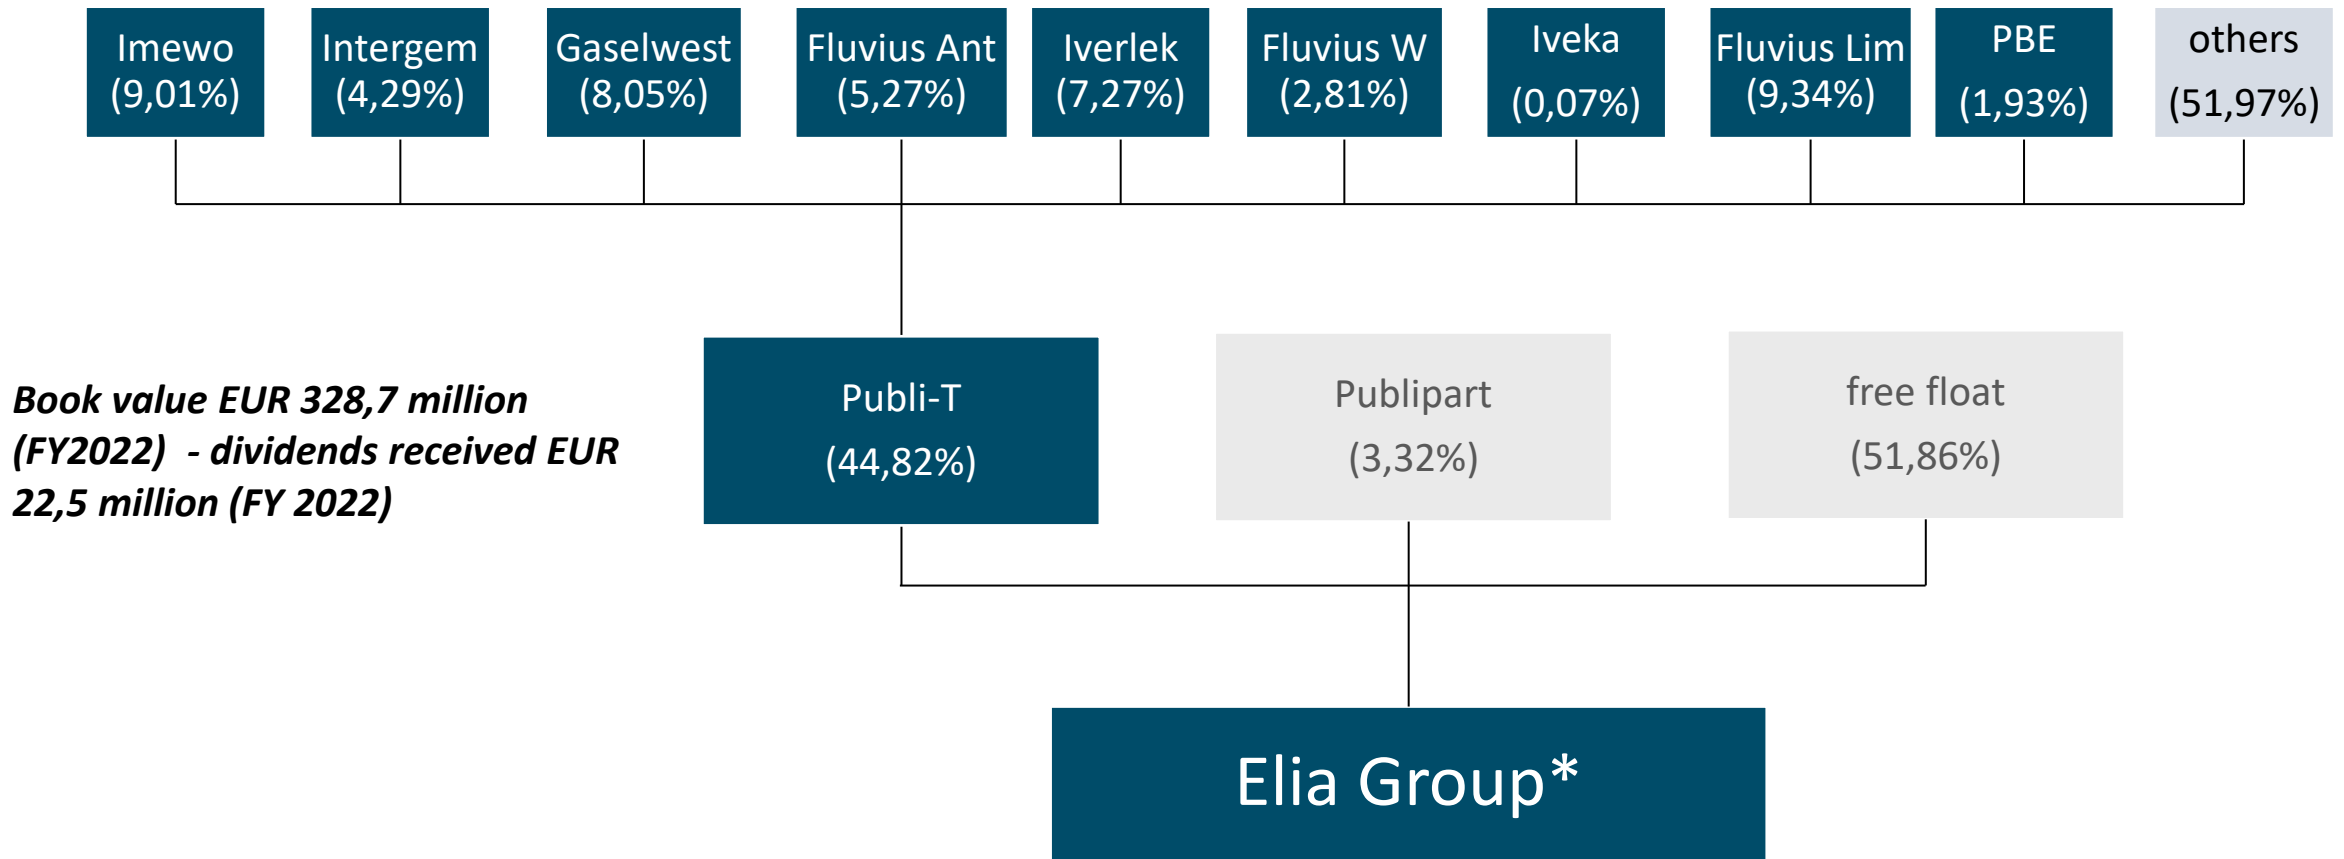 Imewo
(9,01%)
Intergem
(4,29%)
Gaselwest
(8,05%)
Fluvius Ant
(5,27%)
Iverlek
(7,27%)
Fluvius W
(2,81%)
Iveka
(0,07%)
Fluvius Lim
(9,34%)
PBE
(1,93%)
others
(51,97%)
Book value EUR 328,7 million
(FY2022) - dividends received EUR
22,5 million (FY 2022)
Publi-T
(44,82%)
Publipart
(3,32%)
free float
(51,86%)
Elia Group*